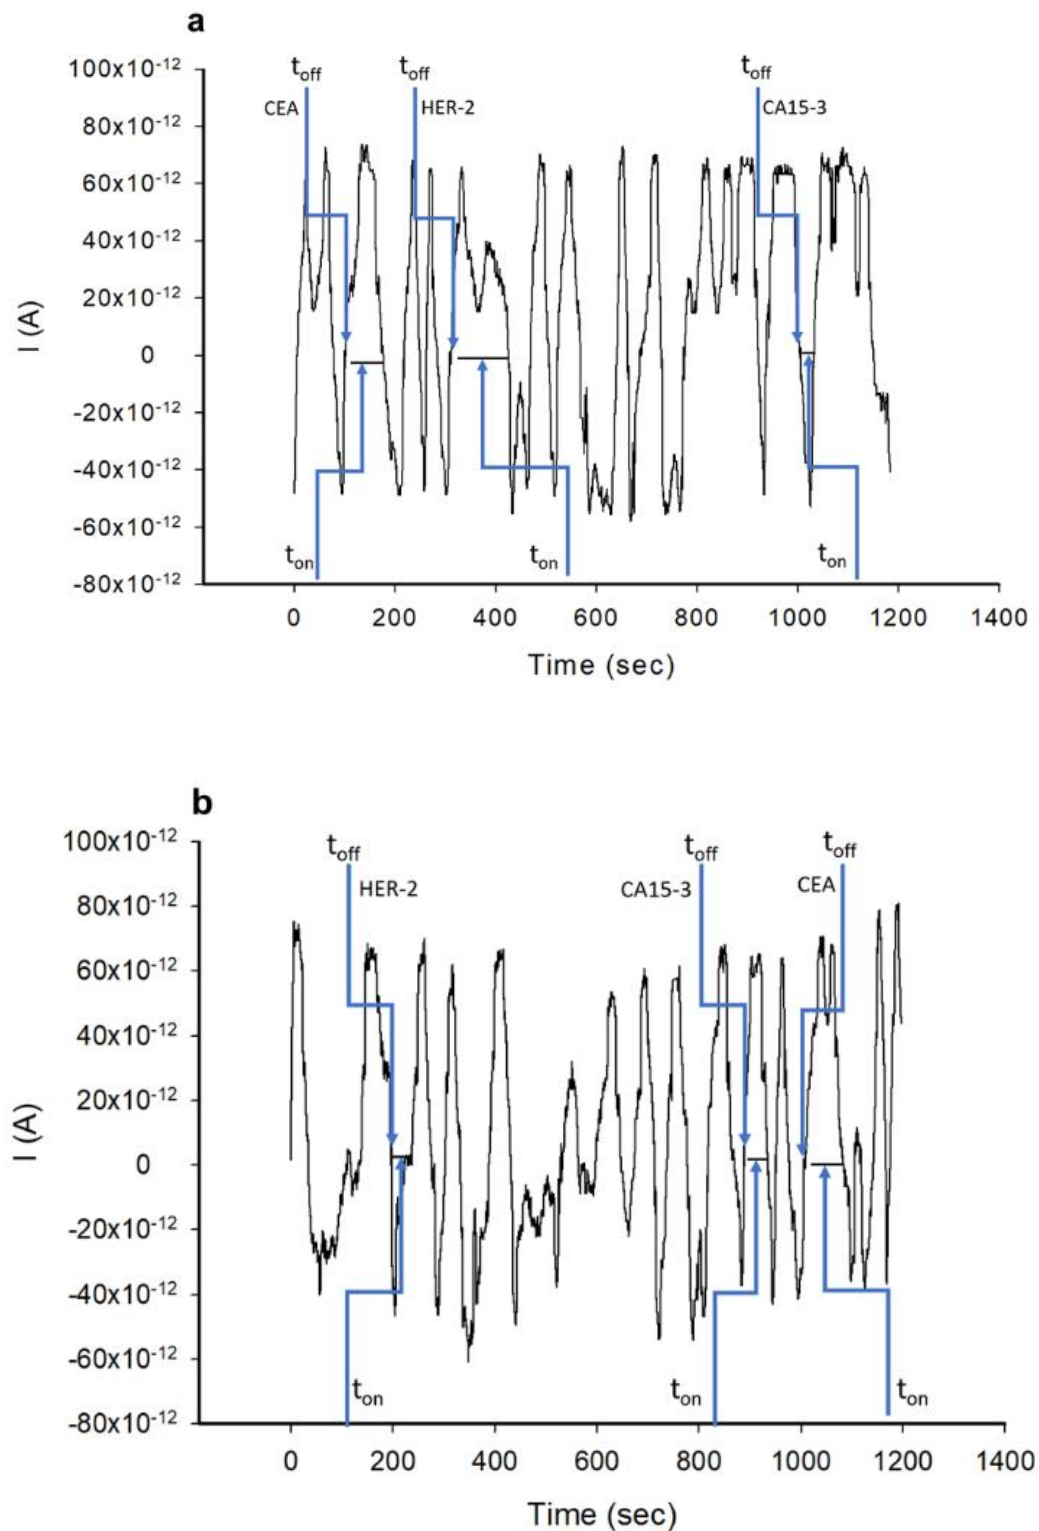 a
100x10-12
toff toff toff
CEA HER-2 CA15-3
80x10-12
60x10-12
40x10-12
20x10-12
0
-20x10-12
-40x10-12
-60x10-12
-80x10-12
I (A)
ton ton ton
0 200 400 600 800 1000 1200 1400
Time (sec)
b
100x10-12
toff toff toff
HER-2 CA15-3 CEA
80x10-12
60x10-12
40x10-12
20x10-12
0
-20x10-12
-40x10-12
-60x10-12
-80x10-12
I (A)
ton ton ton
0 200 400 600 800 1000 1200 1400
Time (sec)